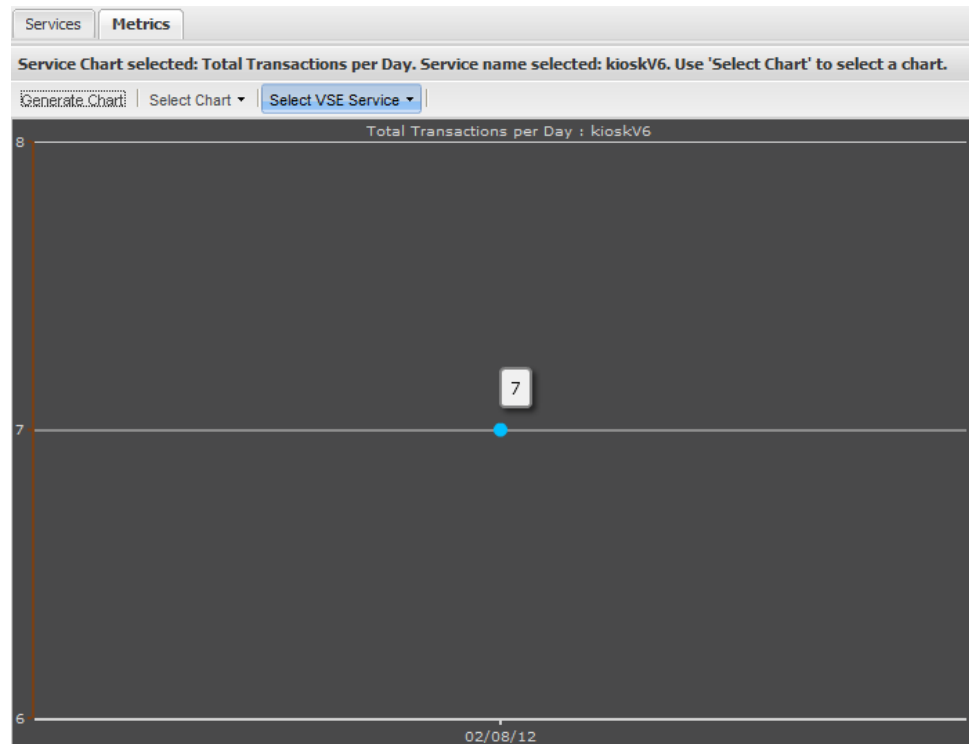 Services Metrics
Service Chart selected: Total Transactions per Day. Service name selected: kioskV6. Use 'Select Chart' to select a chart.
Generate Chart Select Chart Select VSE Service
Total Transactions per Day : kioskV6
8
7
7
6
02/08/12